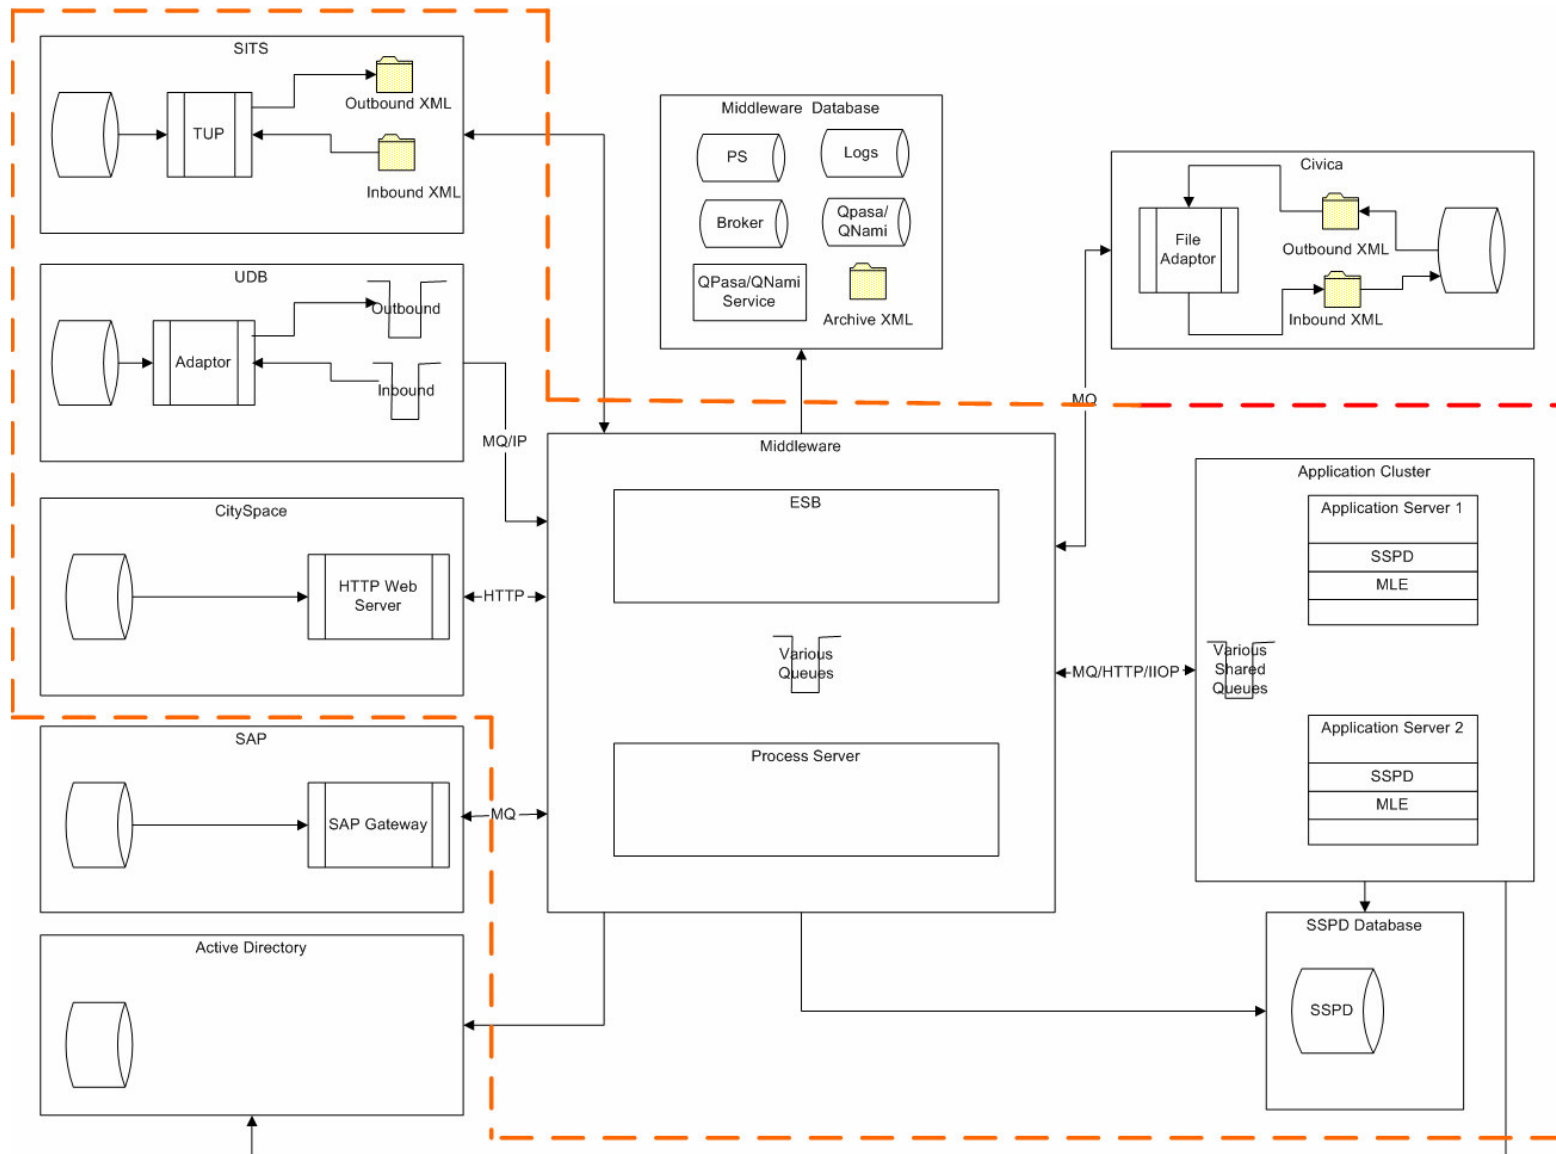 SITS
TUP
Outbound XML
Inbound XML
UDB
Adaptor
Outbound
Inbound
MQ/IP
CitySpace
HTTP Web
Server
HTTP
SAP
SAP Gateway
MQ
Active Directory
Middleware Database
PS
Logs
Broker
Qpasa/
QNami
QPasa/QNami
Service
Archive XML
Middleware
ESB
Various
Queues
Process Server
Civica
File
Adaptor
Outbound XML
Inbound XML
MQ
MQ/HTTP/IIOP
Application Cluster
Application Server 1
SSPD
MLE
Various
Shared
Queues
Application Server 2
SSPD
MLE
SSPD Database
SSPD